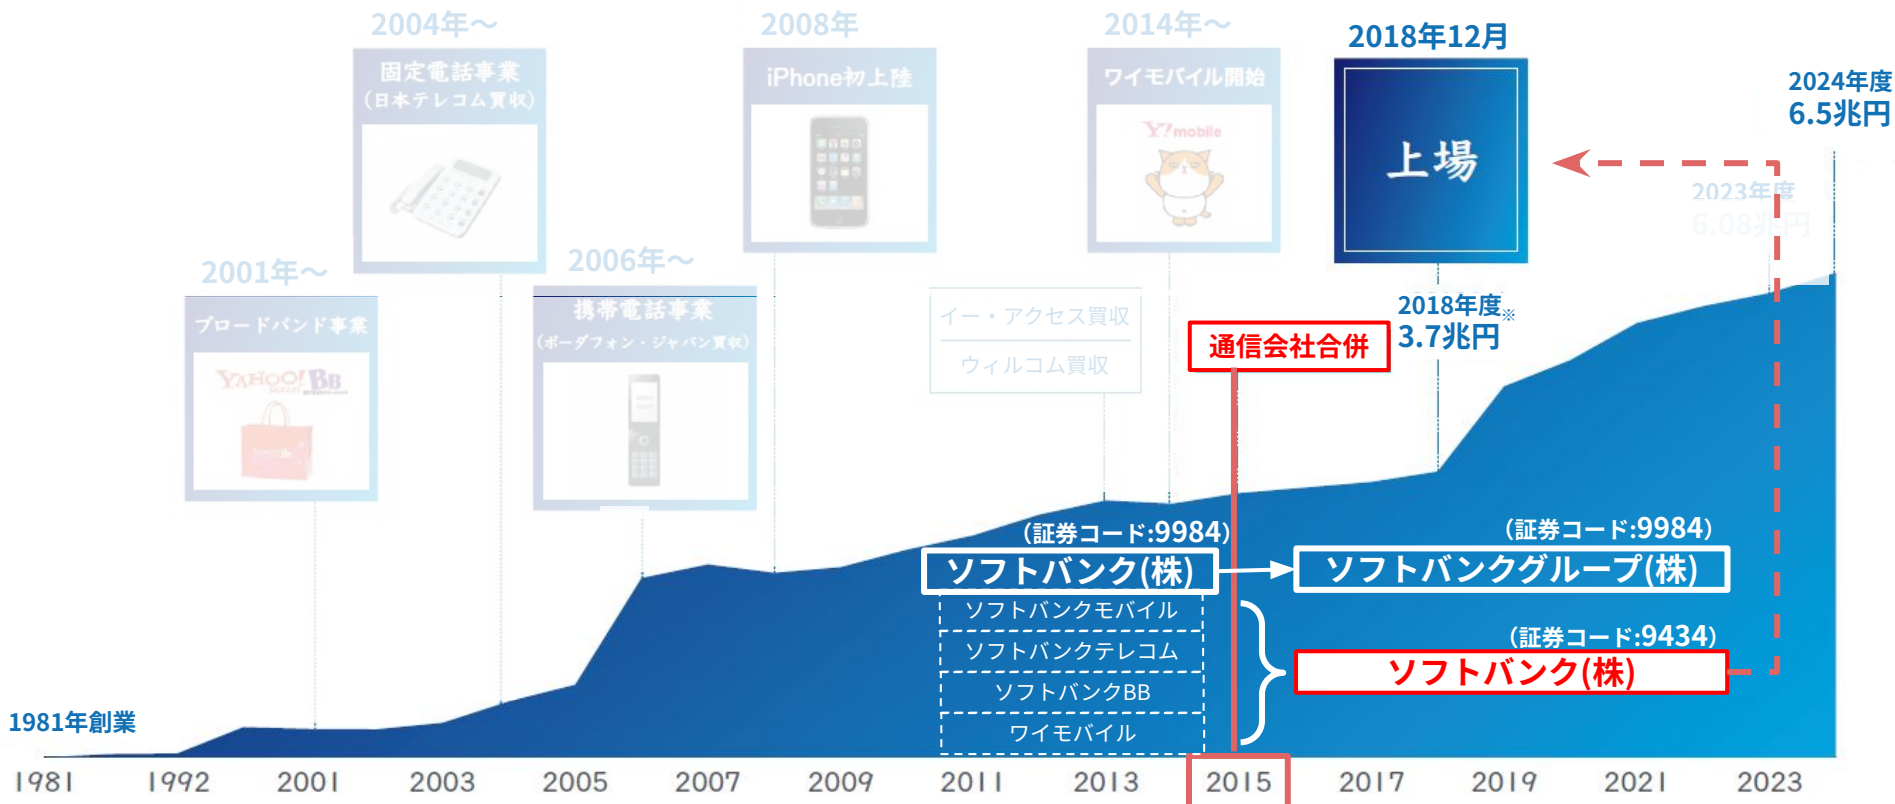 2004年～
固定電話事業
(日本テレコム買収)
2008年
iPhone初上陸
2014年～
ワイモバイル開始
Y!mobile
2018年12月
上場
2024年度
6.5兆円
2023年度
6.08兆円
2001年～
ブロードバンド事業
YAHOO! BB
2006年～
携帯電話事業
(ボーダフォン・ジャパン買収)
イー・アクセス買収
ウィルコム買収
通信会社合併
2018年度※
3.7兆円
(証券コード:9984)
ソフトバンク(株)
ソフトバンクモバイル
ソフトバンクテレコム
ソフトバンクBB
ワイモバイル
(証券コード:9984)
ソフトバンクグループ(株)
(証券コード:9434)
ソフトバンク(株)
1981年創業
1981 1992 2001 2003 2005 2007 2009 2011 2013 2015 2017 2019 2021 2023